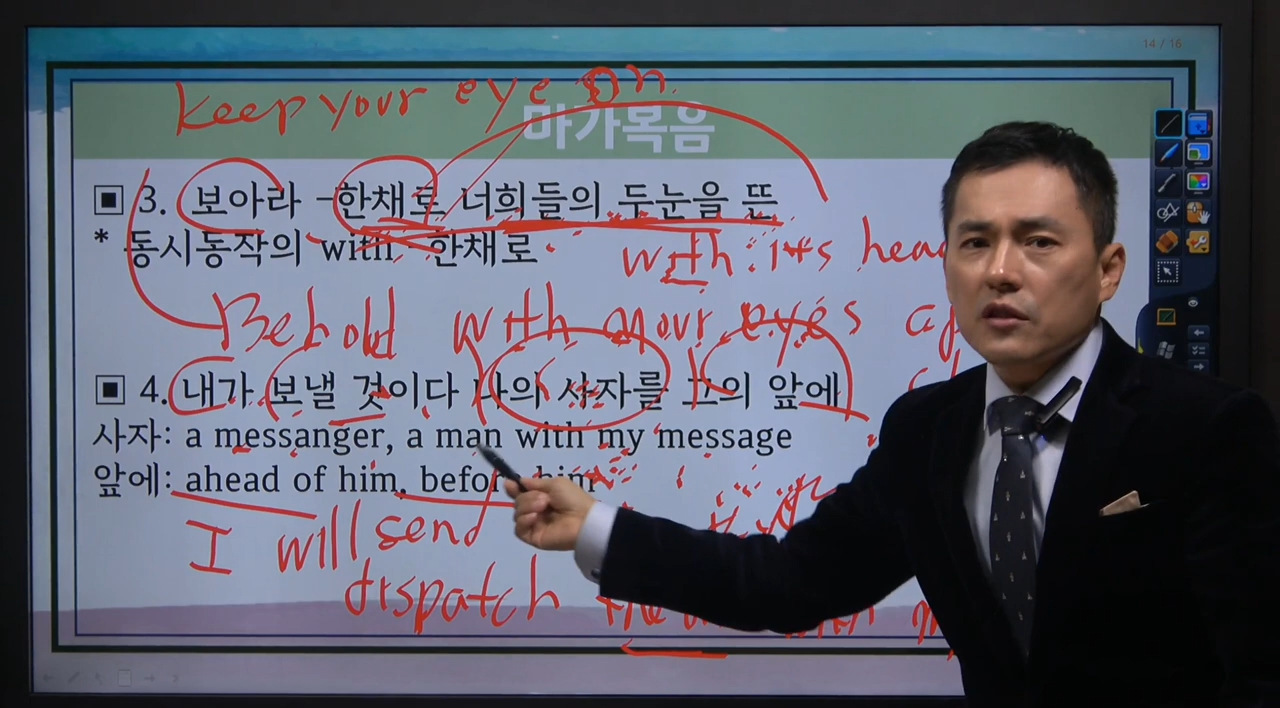 14 / 16
keep your eye on
마가복음
▣ 3. 보아라 -한채로 너희들의 두눈을 뜬
* 동시동작의 with 한채로
with its head
Behold with your eyes
▣ 4. 내가 보낼 것이다 나의 사자를 그의 앞에
사자: a messanger, a man with my message
앞에: ahead of him, before him
I will send
dispatch